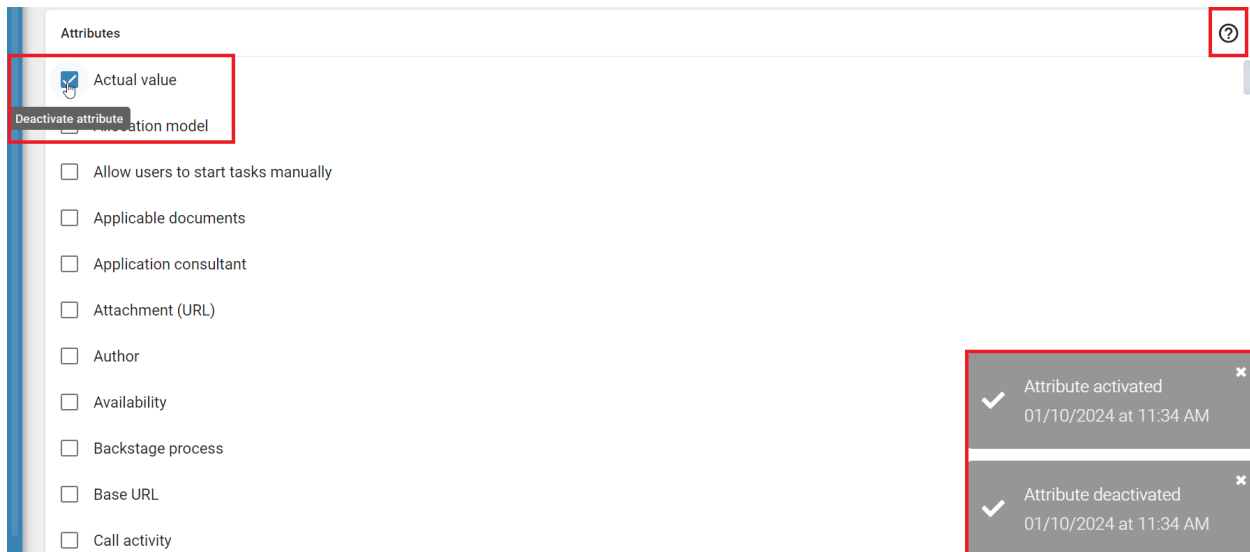 Attributes
Actual value
Deactivate attribute
Allocation model
Allow users to start tasks manually
Applicable documents
Application consultant
Attachment (URL)
Author
Availability
Backstage process
Base URL
Call activity
Attribute activated
01/10/2024 at 11:34 AM
Attribute deactivated
01/10/2024 at 11:34 AM